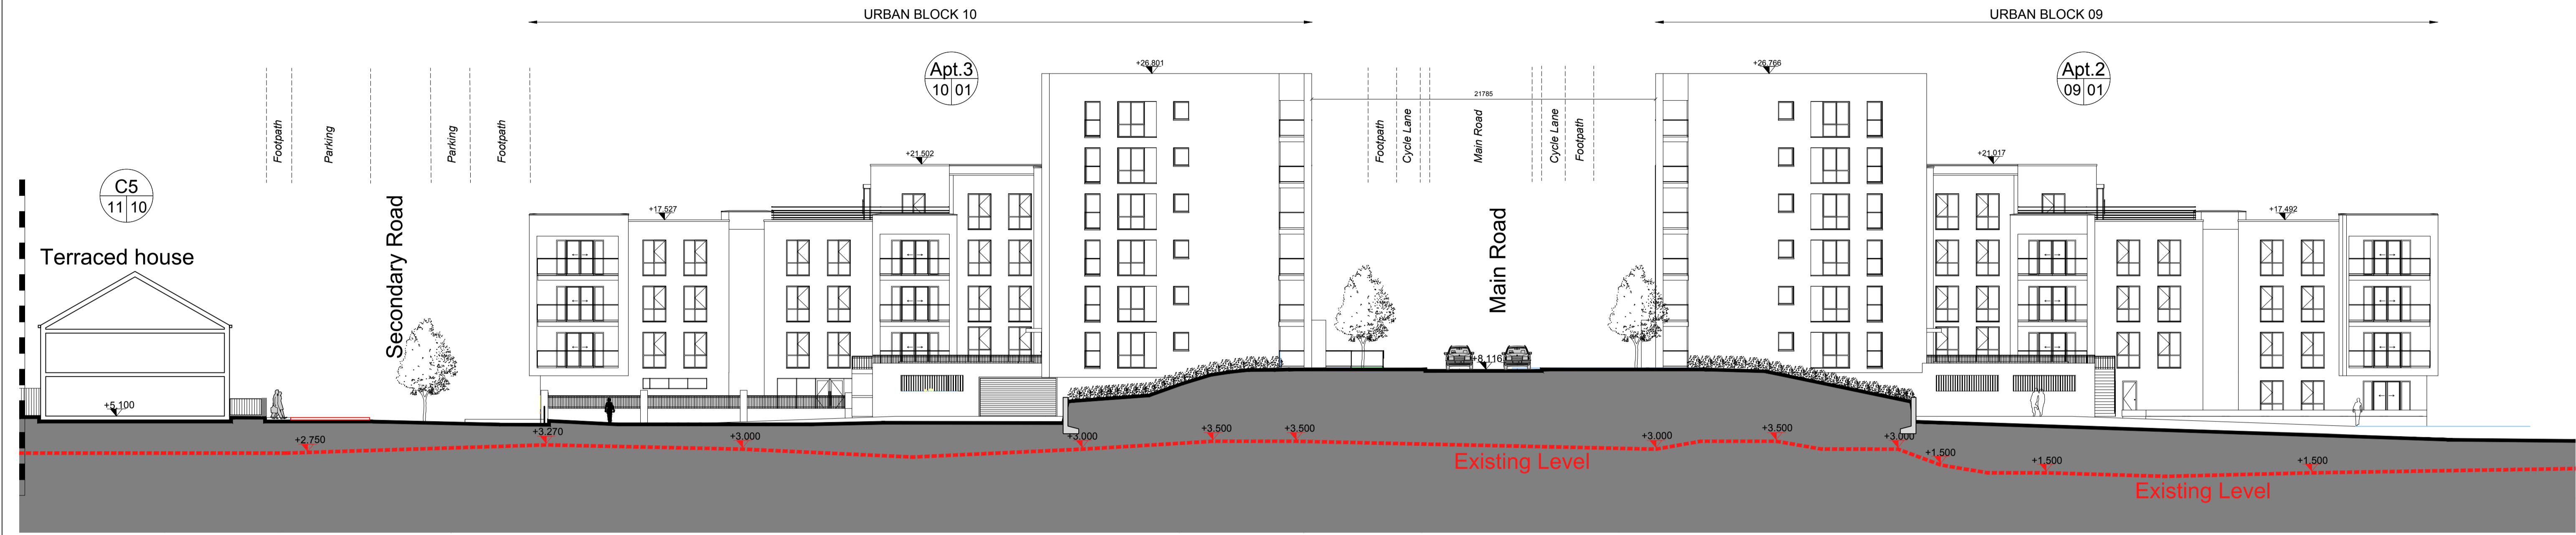 URBAN BLOCK 10
URBAN BLOCK 09
Apt.3
10 01
+26.801
+26.766
Apt.2
09 01
21785
Footpath
Parking
Parking
Footpath
Footpath
Cycle Lane
Main Road
Cycle Lane
Footpath
+21.502
+21.017
C5
11 10
+17.527
+17.492
Secondary Road
Main Road
Terraced house
+8.116
+5.100
+2.750
+3.270
+3.000
+3.000
+3.500
+3.500
+3.000
+3.500
+3.000
+1.500
+1.500
+1.500
Existing Level
Existing Level